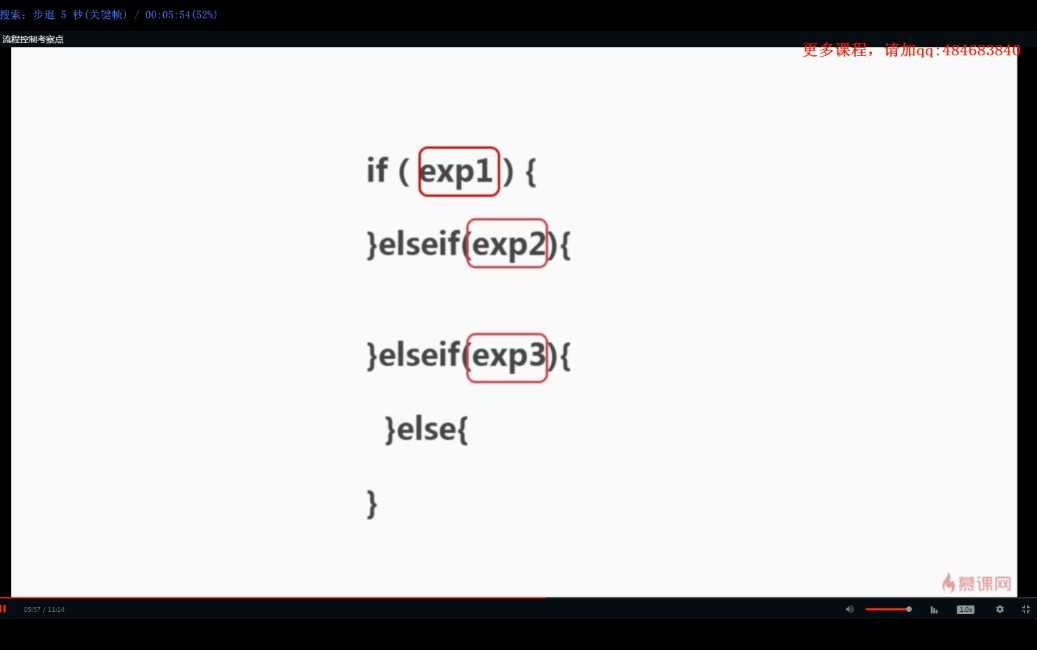 搜索: 步退 5 秒(关键帧) / 00:05:54(52%)
流程控制考察点
更多课程，请加qq:484683840
if ( exp1 ) {
}elseif(exp2){
}elseif(exp3){
}else{
}
慕课网
05:57 / 11:14
1.0x